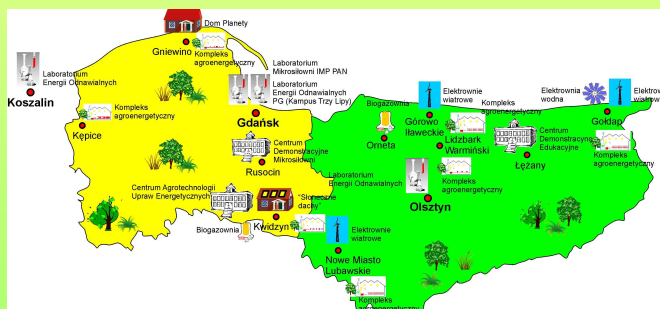 Dom Planety
Gniewino
Kompleks
agroenergetyczny
Laboratorium
Mikrosiłowni IMP PAN
Laboratorium
Energii Odnawialnych
Koszalin
Laboratorium
Energii Odnawialnych
PG (Kampus Trzy Lipy)
Gdańsk
Kompleks
agroenergetyczny
Kępice
Centrum
Demonstracyjne
Mikrosiłowni
Rusocin
Centrum Agrotechnologii
Upraw Energetycznych
"Słoneczne
dachy"
Biogazownia
Kwidzyn
Laboratorium
Energii Odnawialnych
Elektrownie
wiatrowe
Nowe Miasto
Lubawskie
Kompleks
agroenergetyczny
Biogazownia
Orneta
Elektrownie
wiatrowe
Górowo
Iławeckie
Lidzbark
Warmiński
Kompleks
agroenergetyczny
Olsztyn
Kompleks
agroenergetyczny
Centrum
Demonstracyjno
Edukacyjne
Łężany
Elektrownia
wodna
Gołdap
Kompleks
agroenergetyczny